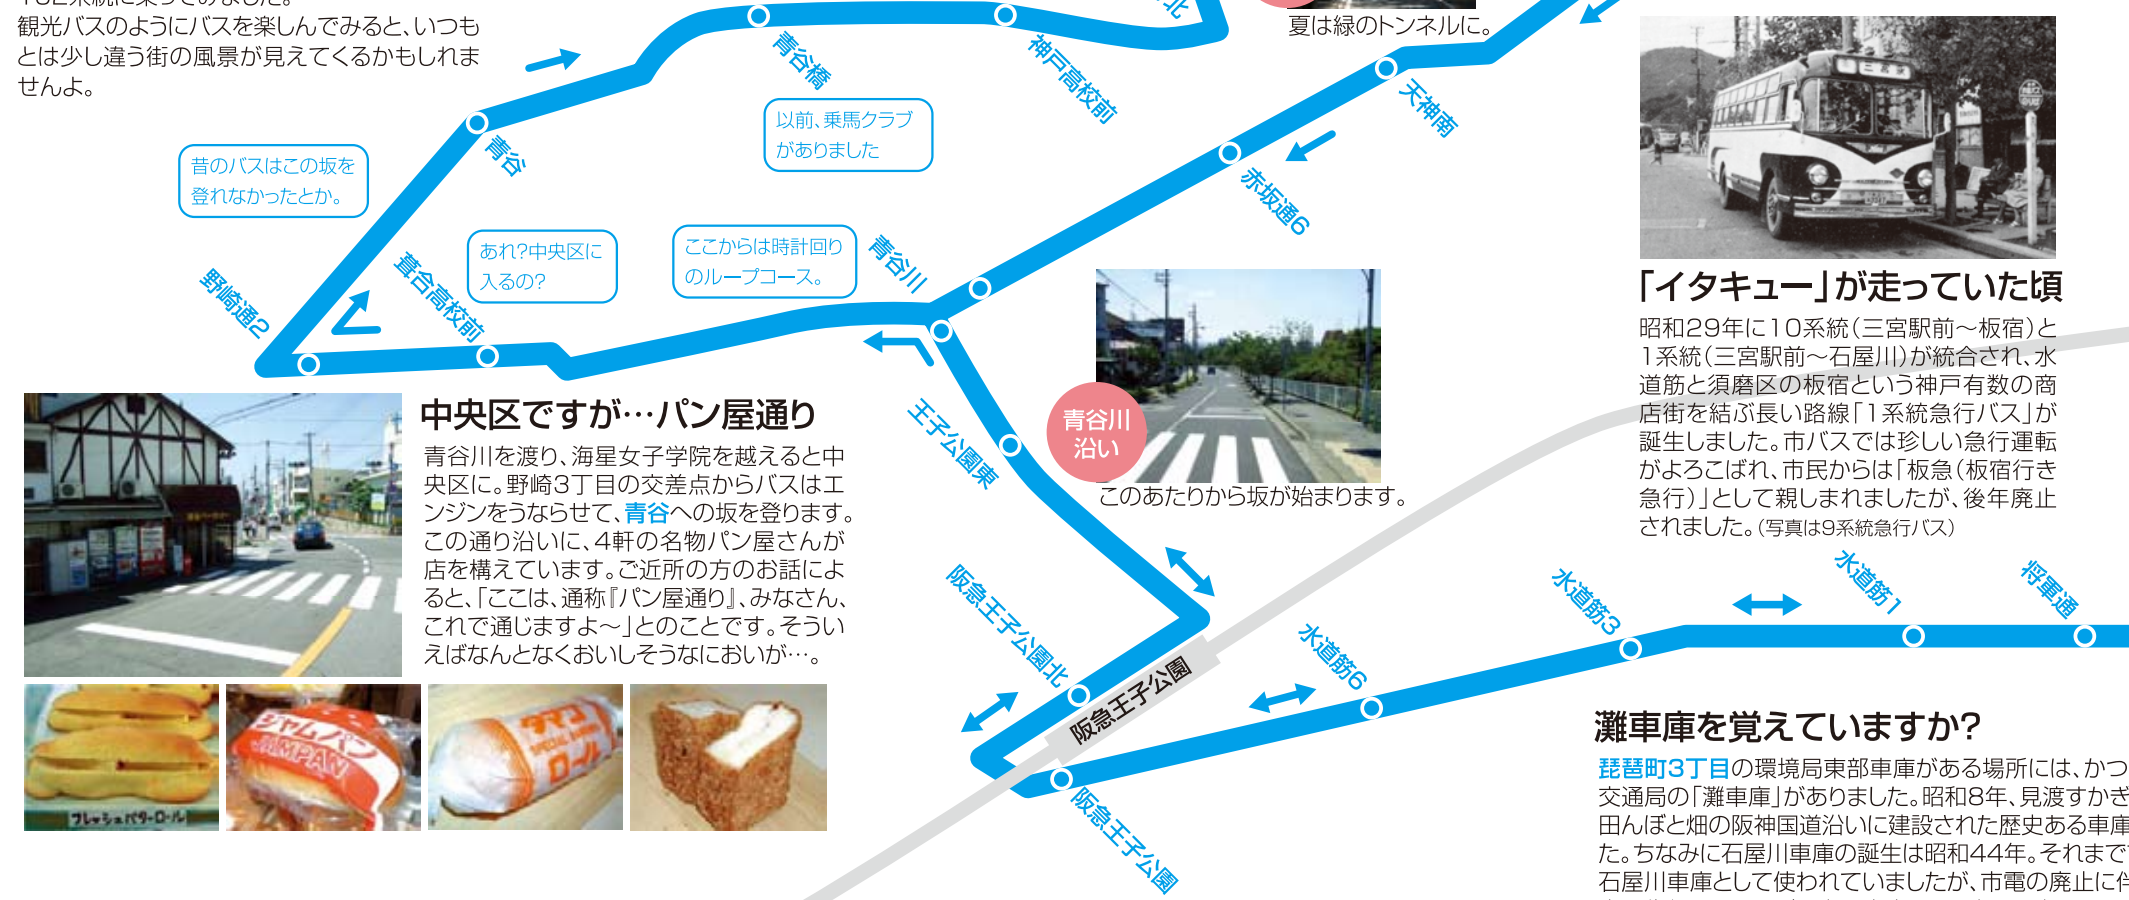 観光バスのようにバスを楽しんでみると、いつも
とは少し違う街の風景が見えてくるかもしれま
せんよ。
青谷橋
神戸高校前
北
夏は緑のトンネルに。
天神南
以前、乗馬クラブ
がありました
青谷
昔のバスはこの坂を
登れなかったとか。
赤坂通6
あれ?中央区に
入るの?
ここからは時計回り
のループコース。
青谷川
野崎通2
葺合高校前
王子公園東
青谷川
沿い
このあたりから坂が始まります。
中央区ですが…パン屋通り
青谷川を渡り、海星女子学院を越えると中
央区に。野崎3丁目の交差点からバスはエ
ンジンをうならせて、青谷への坂を登ります。
この通り沿いに、4軒の名物パン屋さんが
店を構えています。ご近所の方のお話によ
ると、「ここは、通称『パン屋通り』、みなさん、
これで通じますよ～」とのことです。そうい
えばなんとなくおいしそうなにおいが…。
フレッシュバターロール
ジャムパン
JAMPAN
タマゴ
ロール
阪急王子公園北
阪急王子公園
阪急王子公園
水道筋6
水道筋3
水道筋1
将軍通
三宮
「イタキュー」が走っていた頃
昭和29年に10系統(三宮駅前～板宿)と
1系統(三宮駅前～石屋川)が統合され、水
道筋と須磨区の板宿という神戸有数の商
店街を結ぶ長い路線「1系統急行バス」が
誕生しました。市バスでは珍しい急行運転
がよろこばれ、市民からは「板急(板宿行き
急行)」として親しまれましたが、後年廃止
されました。(写真は9系統急行バス)
灘車庫を覚えていますか?
琵琶町3丁目の環境局東部車庫がある場所には、かつ
交通局の「灘車庫」がありました。昭和8年、見渡すかぎ
田んぼと畑の阪神国道沿いに建設された歴史ある車庫
た。ちなみに石屋川車庫の誕生は昭和44年。それまで
石屋川車庫として使われていましたが、市電の廃止に伴